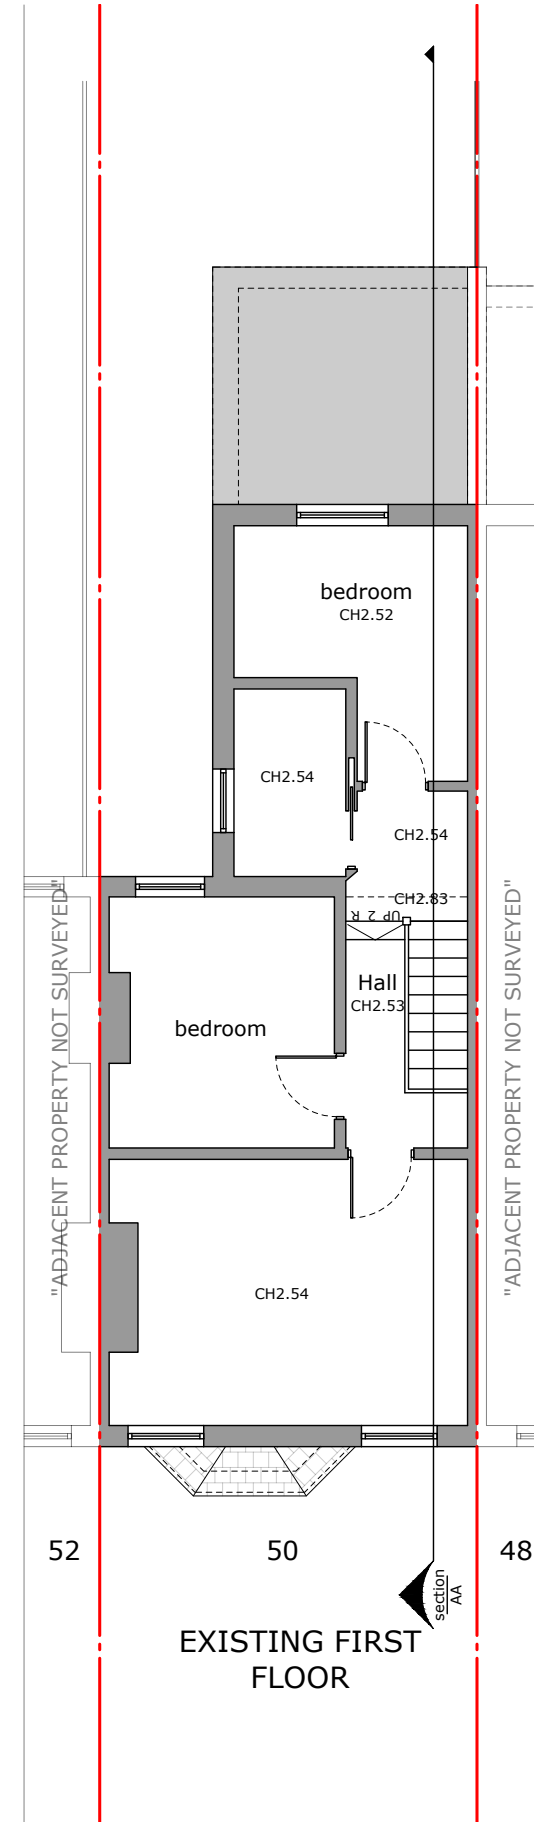 bedroom
CH2.52
CH2.54
CH2.54
CH2.83
UP 2 R
Hall
CH2.53
bedroom
"ADJACENT PROPERTY NOT SURVEYED"
"ADJACENT PROPERTY NOT SURVEYED"
CH2.54
52
50
48
section
AA
EXISTING FIRST
FLOOR